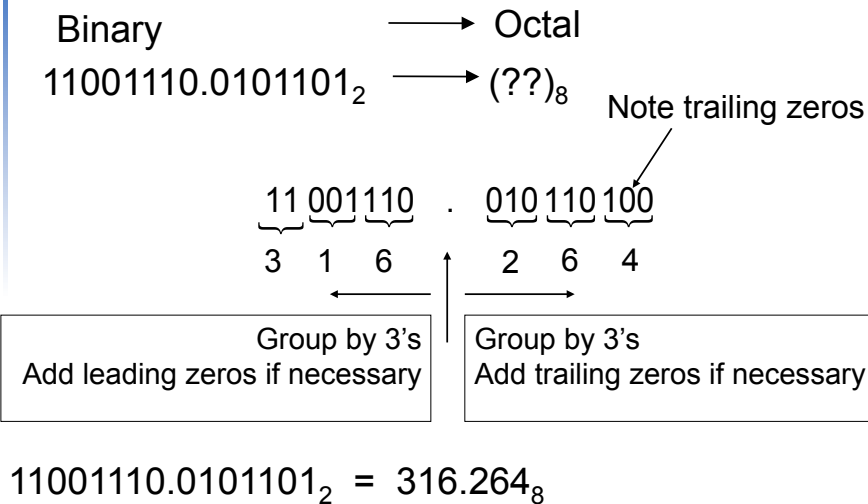 Binary → Octal
11001110.0101101₂ → (??)₈
Note trailing zeros
11 001 110 . 010 110 100
3 1 6 2 6 4
Group by 3’s
Add leading zeros if necessary
Group by 3’s
Add trailing zeros if necessary
11001110.0101101₂ = 316.264₈